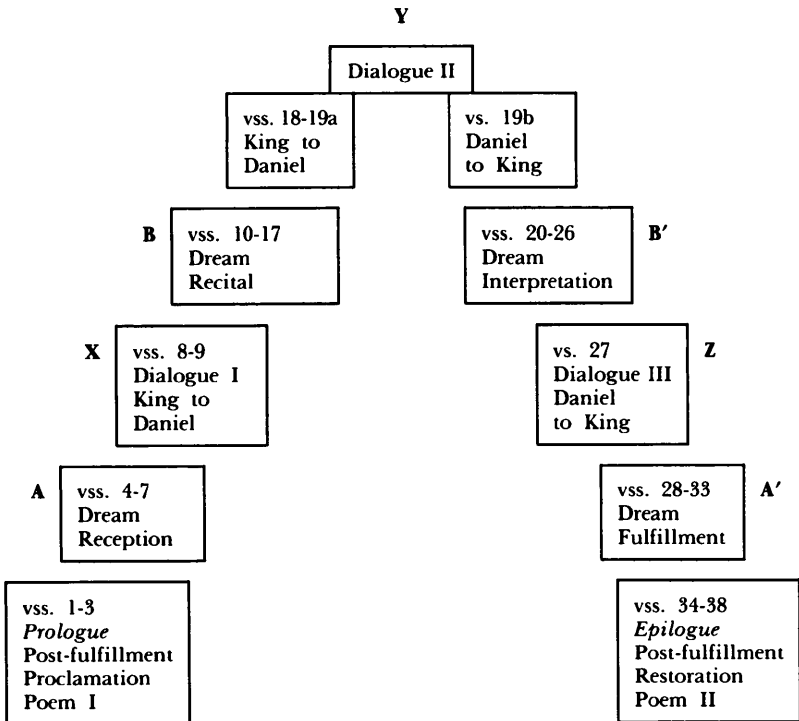 Y
Dialogue II
vss. 18-19a
King to
Daniel
vs. 19b
Daniel
to King
B
vss. 10-17
Dream
Recital
vss. 20-26
Dream
Interpretation
B′
X
vss. 8-9
Dialogue I
King to
Daniel
vs. 27
Dialogue III
Daniel
to King
Z
A
vss. 4-7
Dream
Reception
vss. 28-33
Dream
Fulfillment
A′
vss. 1-3
Prologue
Post-fulfillment
Proclamation
Poem I
vss. 34-38
Epilogue
Post-fulfillment
Restoration
Poem II